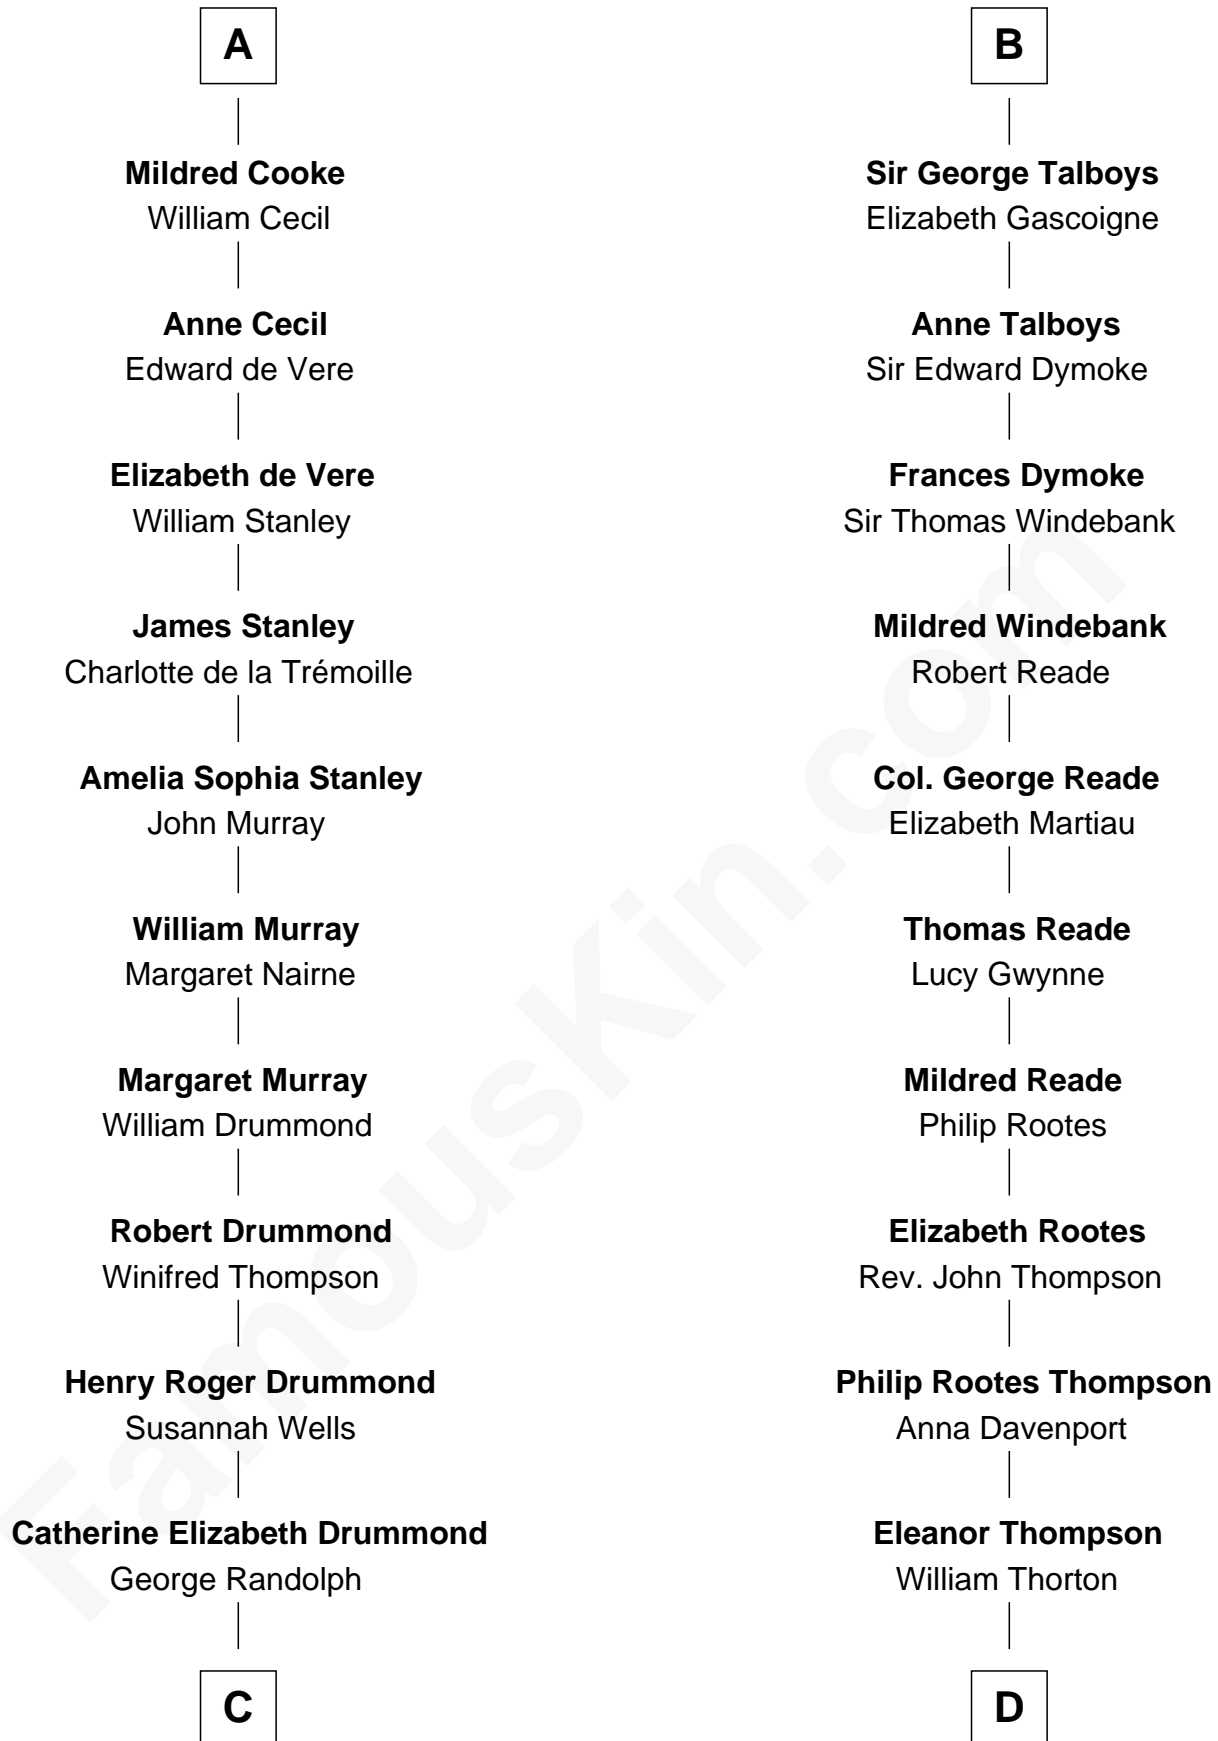 A
Mildred Cooke
William Cecil
Anne Cecil
Edward de Vere
Elizabeth de Vere
William Stanley
James Stanley
Charlotte de la Trémoille
Amelia Sophia Stanley
John Murray
William Murray
Margaret Nairne
Margaret Murray
William Drummond
Robert Drummond
Winifred Thompson
Henry Roger Drummond
Susannah Wells
Catherine Elizabeth Drummond
George Randolph
C
B
Sir George Talboys
Elizabeth Gascoigne
Anne Talboys
Sir Edward Dymoke
Frances Dymoke
Sir Thomas Windebank
Mildred Windebank
Robert Reade
Col. George Reade
Elizabeth Martiau
Thomas Reade
Lucy Gwynne
Mildred Reade
Philip Rootes
Elizabeth Rootes
Rev. John Thompson
Philip Rootes Thompson
Anna Davenport
Eleanor Thompson
William Thorton
D
FamousKin.com